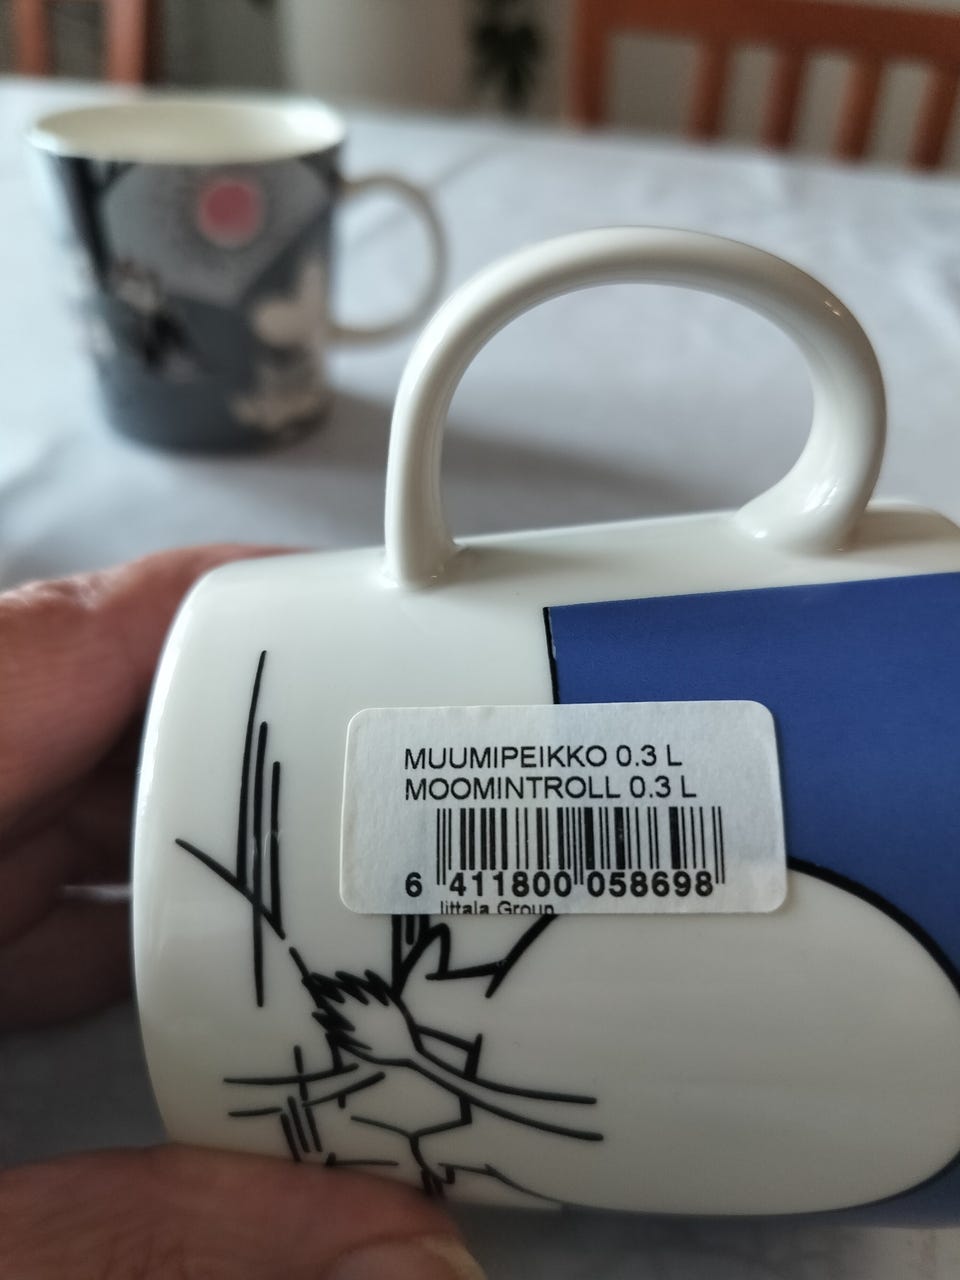 MUUMIPEIKKO 0.3 L
MOOMINTROLL 0.3 L
6 411800 058698
Iittala Group